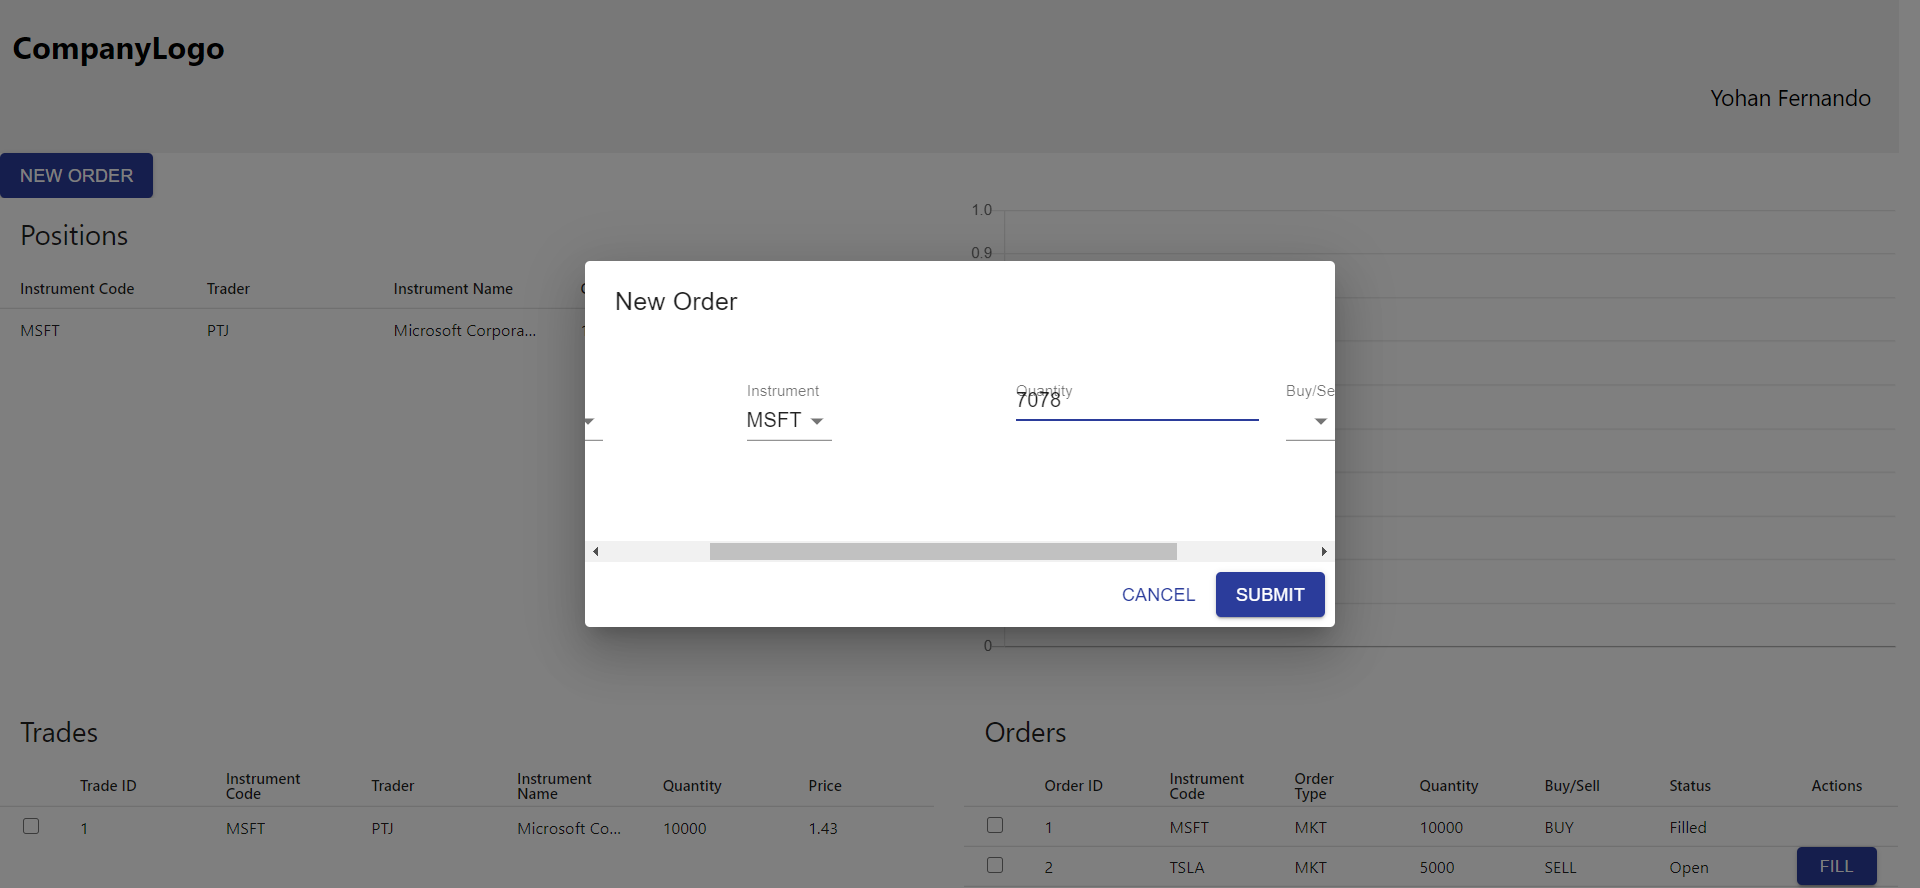 CompanyLogo
Yohan Fernando
NEW ORDER
Positions
Instrument Code Trader Instrument Name
MSFT PTJ Microsoft Corpora...
1.0
0.9
0
New Order
Instrument Quantity Buy/Se
MSFT 7078
CANCEL SUBMIT
Trades
Trade ID Instrument Code Trader Instrument Name Quantity Price
1 MSFT PTJ Microsoft Co... 10000 1.43
Orders
Order ID Instrument Code Order Type Quantity Buy/Sell Status Actions
1 MSFT MKT 10000 BUY Filled
2 TSLA MKT 5000 SELL Open FILL